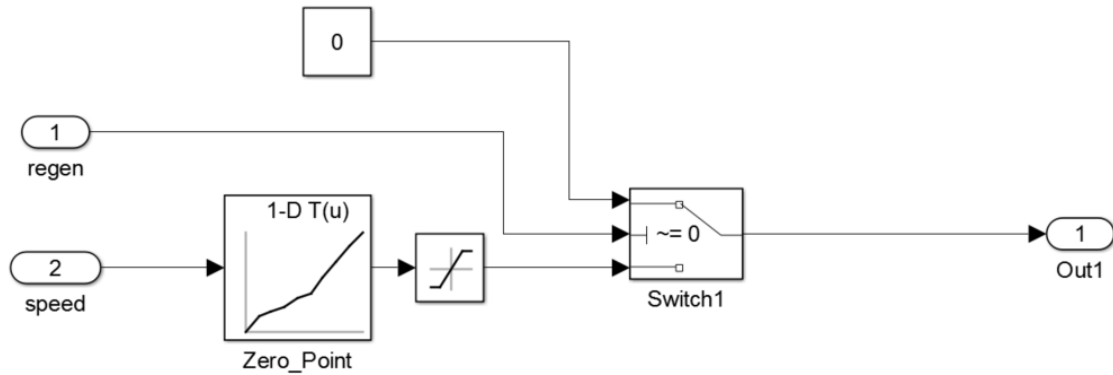 0
1
regen
1-D T(u)
2
speed
Zero_Point
~= 0
Switch1
1
Out1